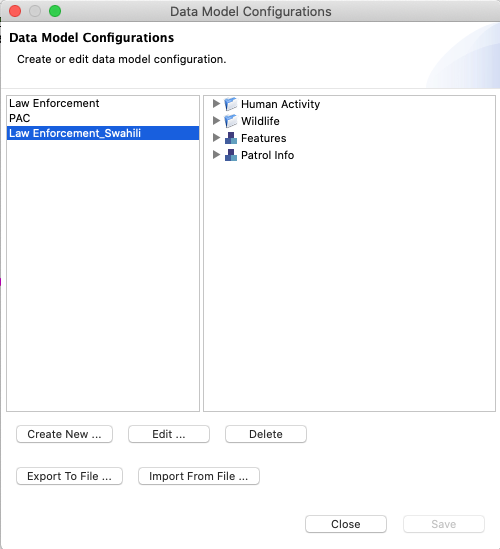 Data Model Configurations
Data Model Configurations
Create or edit data model configuration.
Law Enforcement
PAC
Law Enforcement_Swahili
Human Activity
Wildlife
Features
Patrol Info
Create New ...
Edit ...
Delete
Export To File ...
Import From File ...
Close
Save